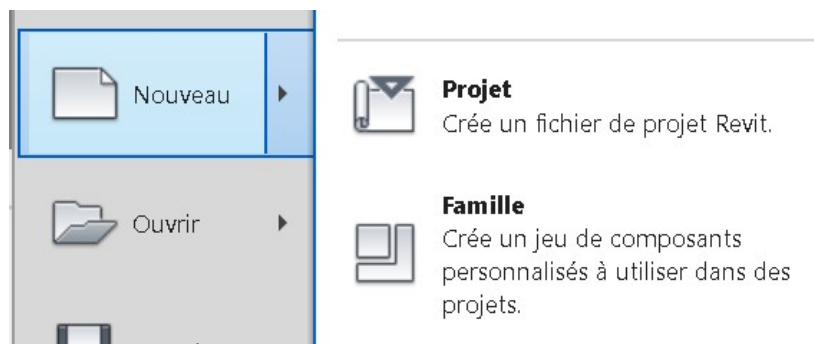 Nouveau
Ouvrir
Projet
Crée un fichier de projet Revit.
Famille
Crée un jeu de composants
personnalisés à utiliser dans des
projets.